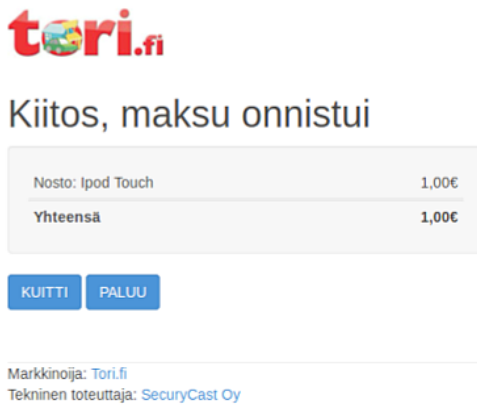 tori.fi
Kiitos, maksu onnistui
Nosto: Ipod Touch 1,00€
Yhteensä 1,00€
KUITTI PALUU
Markkinoija: Tori.fi
Tekninen toteuttaja: SecuryCast Oy